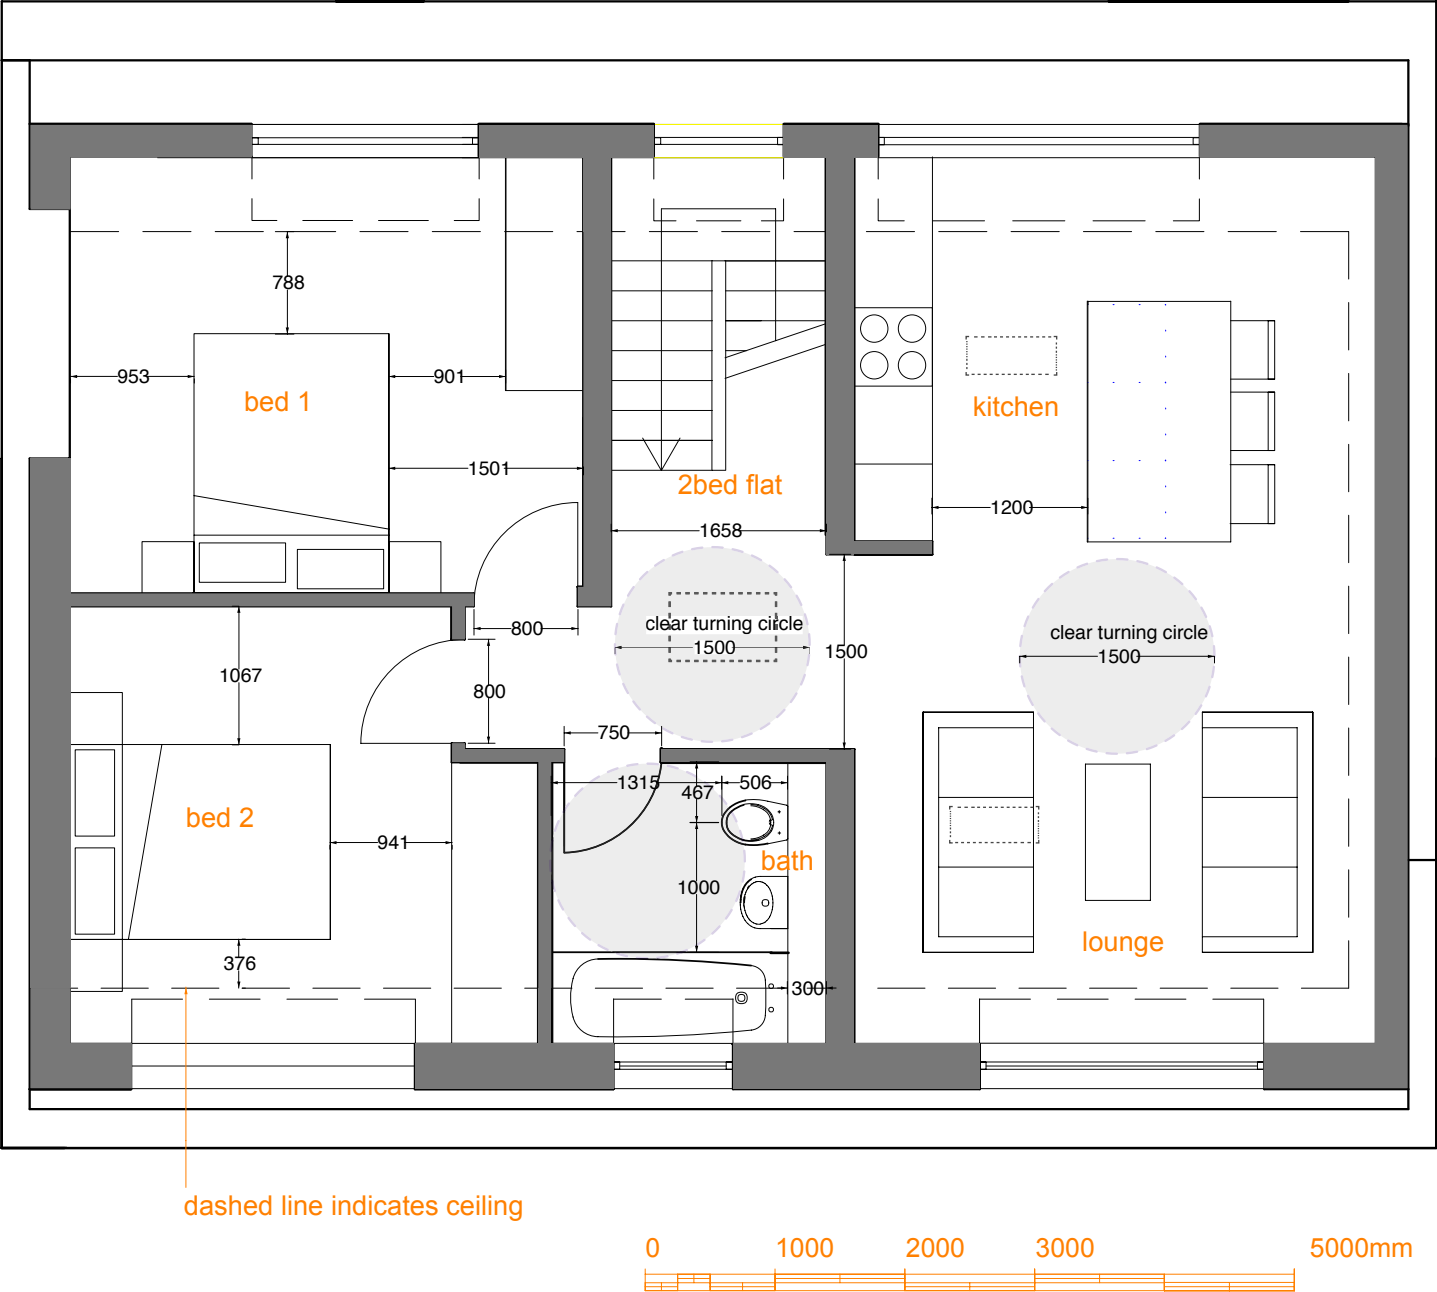 788
953
901
bed 1
kitchen
1501
2bed flat
1200
1658
clear turning circle
1500
800
1500
clear turning circle
1500
1067
800
750
1315
506
467
bed 2
941
bath
1000
lounge
376
300
dashed line indicates ceiling
0 1000 2000 3000 5000mm